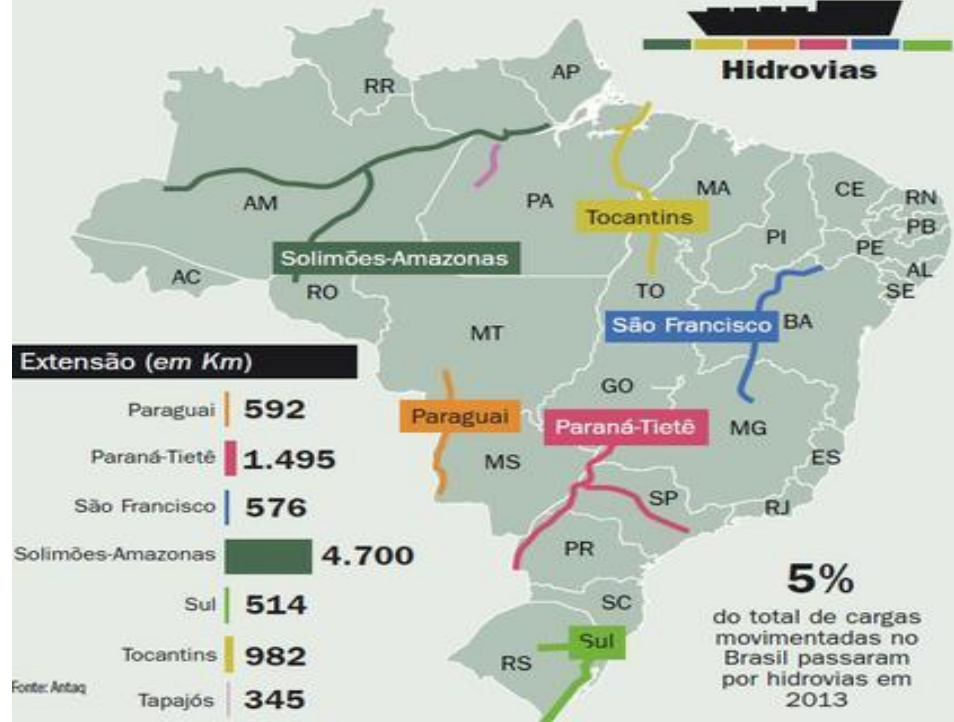 Hidrovias
RR
AP
AM
PA
MA
CE
RN
PB
PE
AL
SE
PI
Tocantins
Solimões-Amazonas
AC
RO
TO
MT
São Francisco
BA
GO
Paraguai
Paraná-Tietê
MG
ES
MS
SP
RJ
PR
SC
Sul
RS
Extensão (em Km)
Paraguai 592
Paraná-Tietê 1.495
São Francisco 576
Solimões-Amazonas 4.700
Sul 514
Tocantins 982
Tapajós 345
Fonte: Antaq
5%
do total de cargas
movimentadas no
Brasil passaram
por hidrovias em
2013